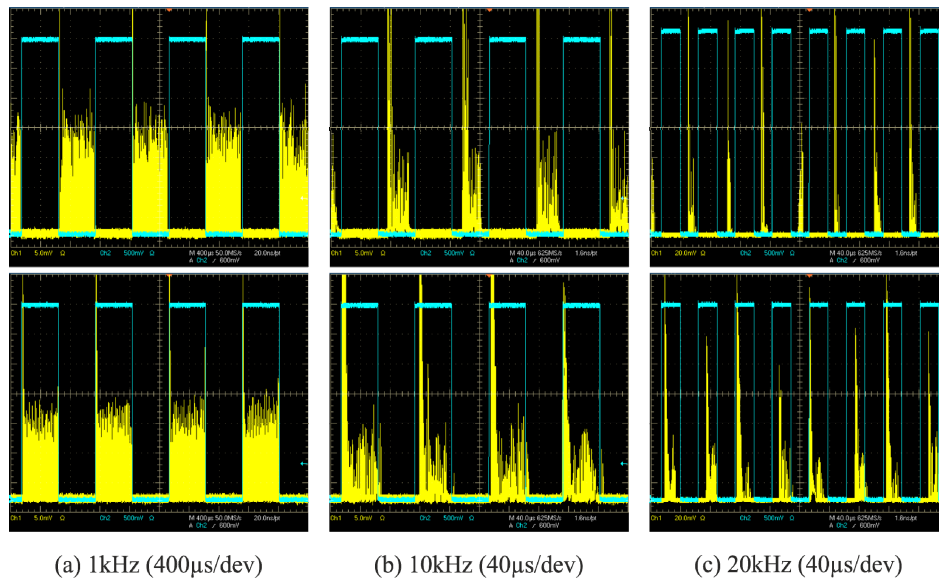 Ch1 5.0mV Ω Ch2 500mV Ω M 400µs 50.0MS/s 20.0ns/pt
A Ch2 ∕ 600mV
Ch1 5.0mV Ω Ch2 500mV Ω M 40.0µs 625MS/s 1.6ns/pt
A Ch2 ∕ 600mV
Ch1 20.0mV Ω Ch2 500mV Ω M 40.0µs 625MS/s 1.6ns/pt
A Ch2 ∕ 600mV
Ch1 5.0mV Ω Ch2 500mV Ω M 400µs 50.0MS/s 20.0ns/pt
A Ch2 ∕ 600mV
Ch1 5.0mV Ω Ch2 500mV Ω M 40.0µs 625MS/s 1.6ns/pt
A Ch2 ∕ 600mV
Ch1 20.0mV Ω Ch2 500mV Ω M 40.0µs 625MS/s 1.6ns/pt
A Ch2 ∕ 600mV
(a) 1kHz (400µs/dev)
(b) 10kHz (40µs/dev)
(c) 20kHz (40µs/dev)